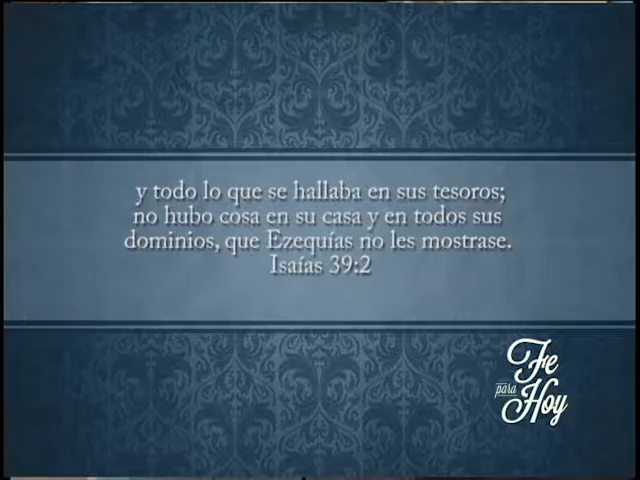 y todo lo que se hallaba en sus tesoros;
no hubo cosa en su casa y en todos sus
dominios, que Ezequías no les mostrase.
Isaías 39:2
Fe
para
Hoy